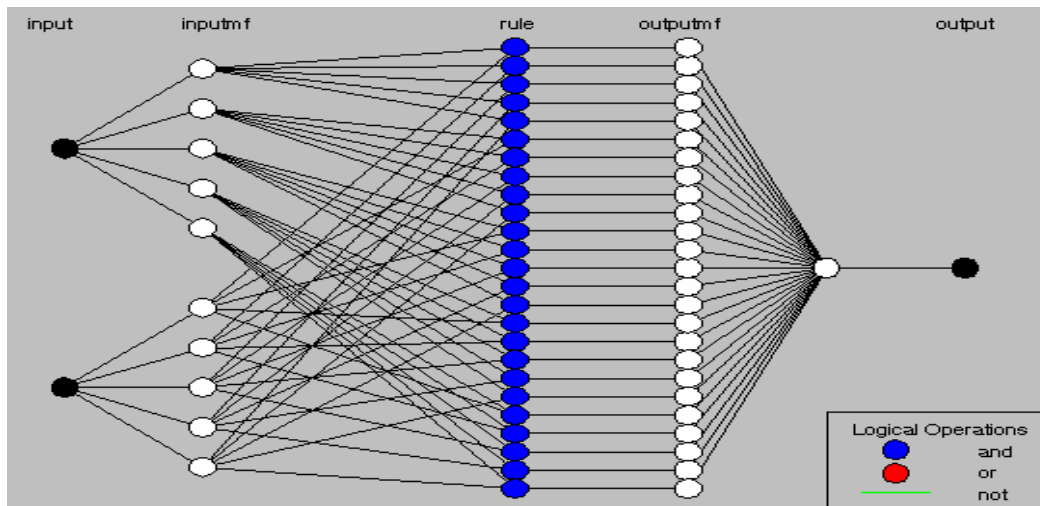 input inputmf rule outputmf output
Logical Operations
and
or
not